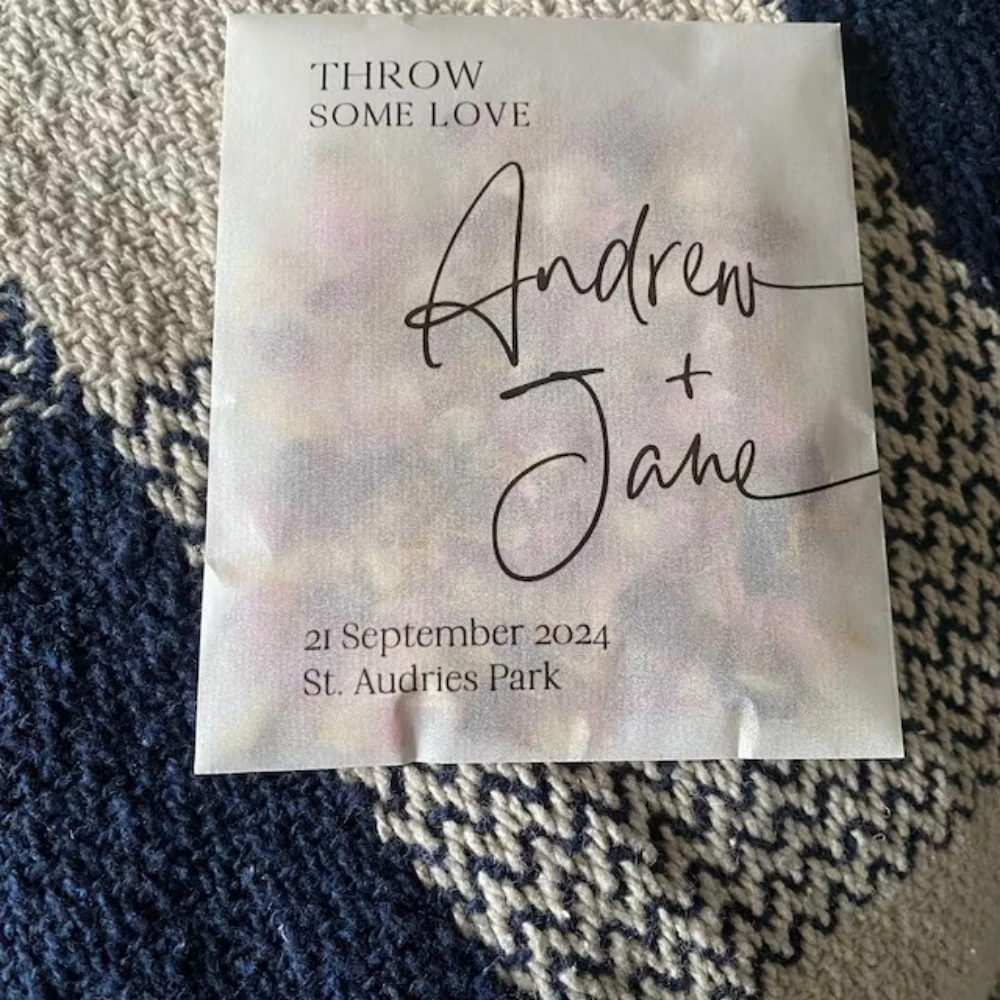 THROW
SOME LOVE
Andrew
+
Jane
21 September 2024
St. Audries Park